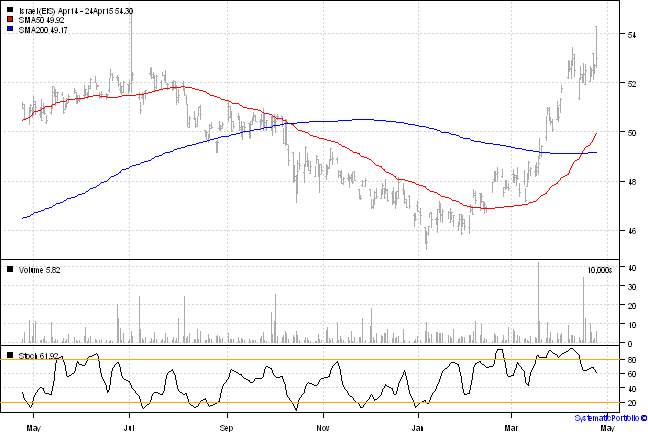 Israel (EIS) Apr14 - 24Apr15 54.30
SMA50 49.92
SMA200 49.17
54
52
50
48
46
Volume 5.82
10,000s
40
30
20
10
0
Stoch 61.92
80
60
40
20
May
Jul
Sep
Nov
Jan
Mar
May
SystematicPortfolio ©